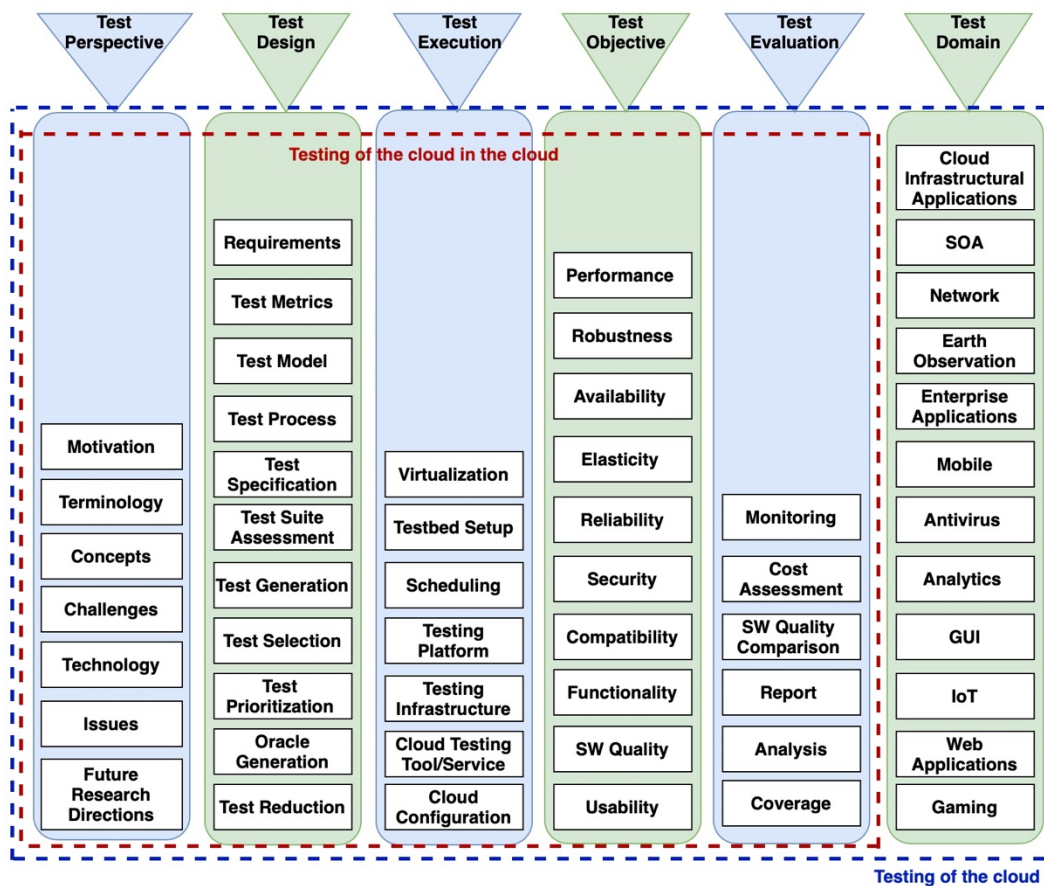 Test
Perspective
Test
Design
Test
Execution
Test
Objective
Test
Evaluation
Test
Domain
Testing of the cloud in the cloud
Motivation
Terminology
Concepts
Challenges
Technology
Issues
Future
Research
Directions
Requirements
Test Metrics
Test Model
Test Process
Test
Specification
Test Suite
Assessment
Test Generation
Test Selection
Test
Prioritization
Oracle
Generation
Test Reduction
Virtualization
Testbed Setup
Scheduling
Testing
Platform
Testing
Infrastructure
Cloud Testing
Tool/Service
Cloud
Configuration
Performance
Robustness
Availability
Elasticity
Reliability
Security
Compatibility
Functionality
SW Quality
Usability
Monitoring
Cost
Assessment
SW Quality
Comparison
Report
Analysis
Coverage
Cloud
Infrastructural
Applications
SOA
Network
Earth
Observation
Enterprise
Applications
Mobile
Antivirus
Analytics
GUI
IoT
Web
Applications
Gaming
Testing of the cloud